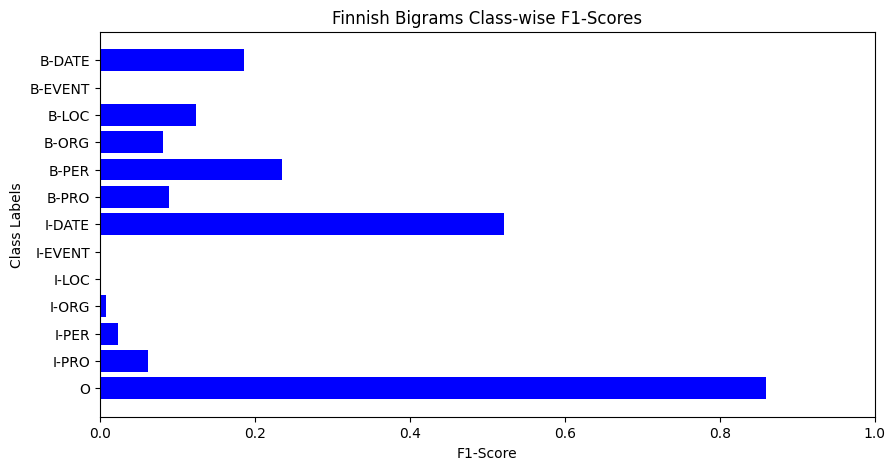 Finnish Bigrams Class-wise F1-Scores
Class Labels
B-DATE
B-EVENT
B-LOC
B-ORG
B-PER
B-PRO
I-DATE
I-EVENT
I-LOC
I-ORG
I-PER
I-PRO
O
0.0 0.2 0.4 0.6 0.8 1.0
F1-Score